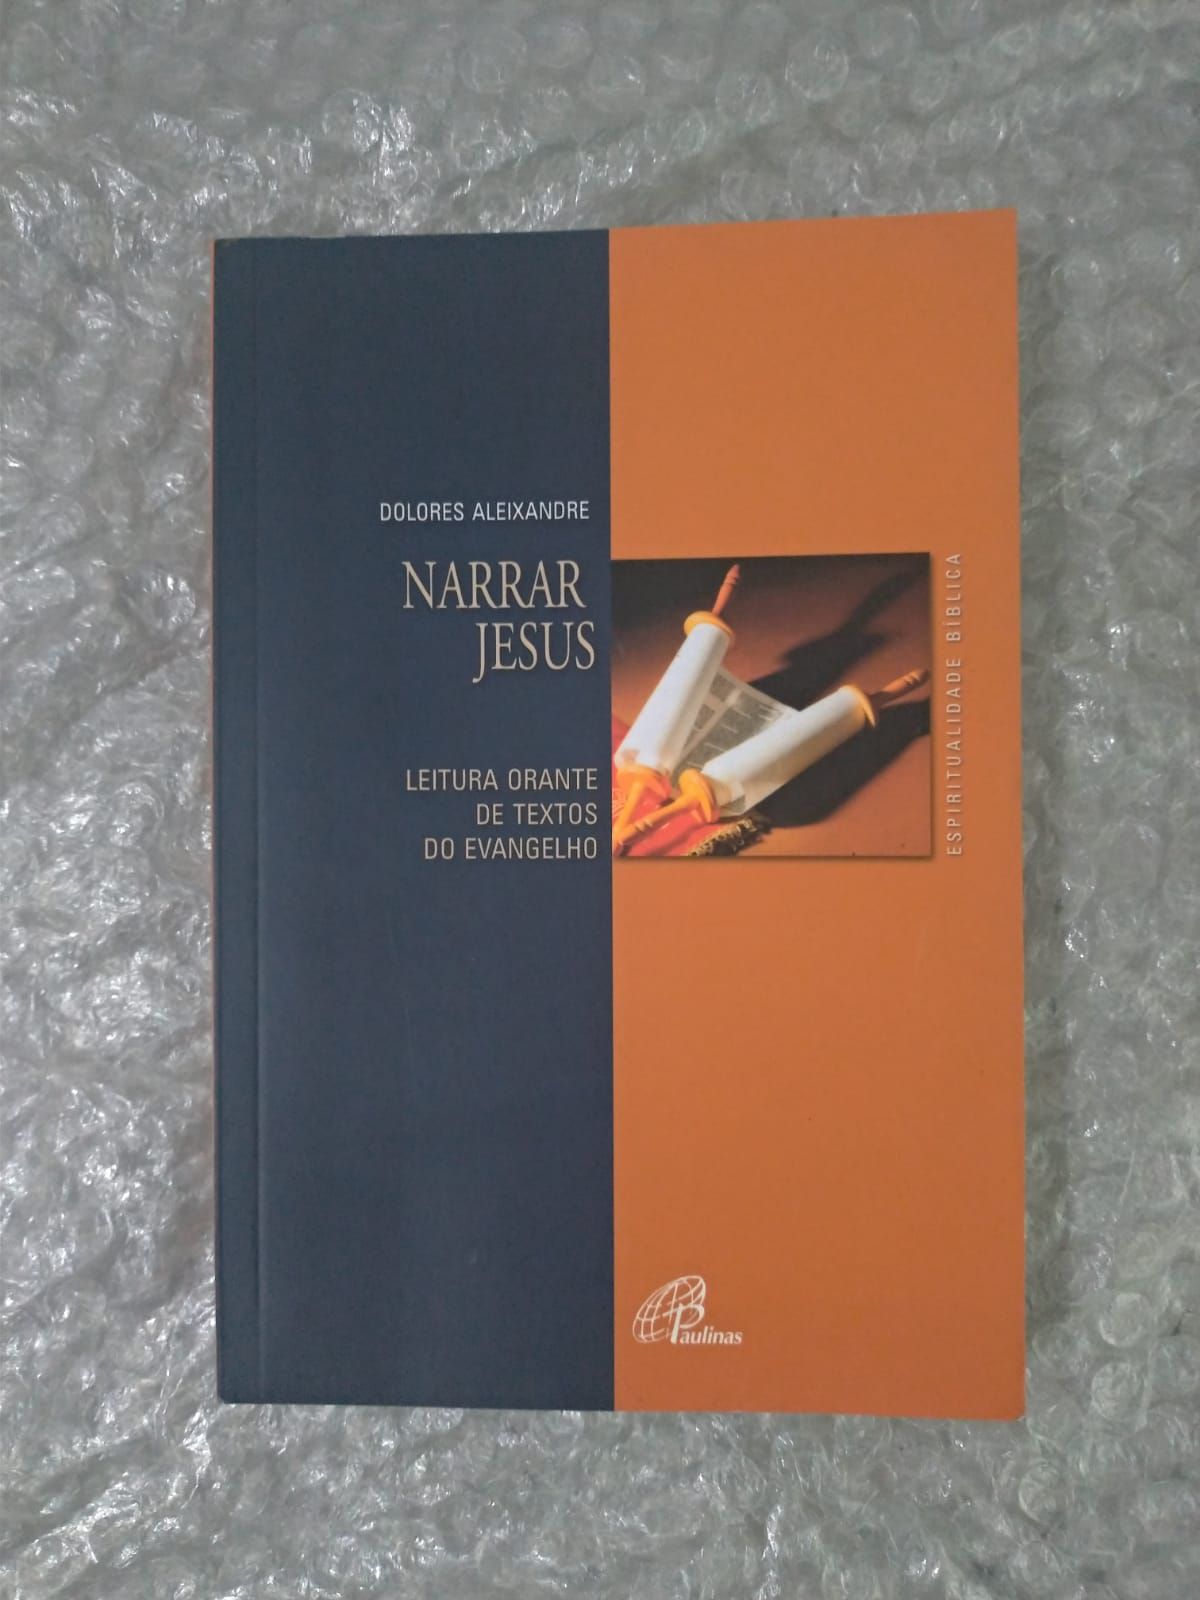 DOLORES ALEIXANDRE
NARRAR
JESUS
LEITURA ORANTE
DE TEXTOS
DO EVANGELHO
ESPIRITUALIDADE BÍBLICA
Paulinas